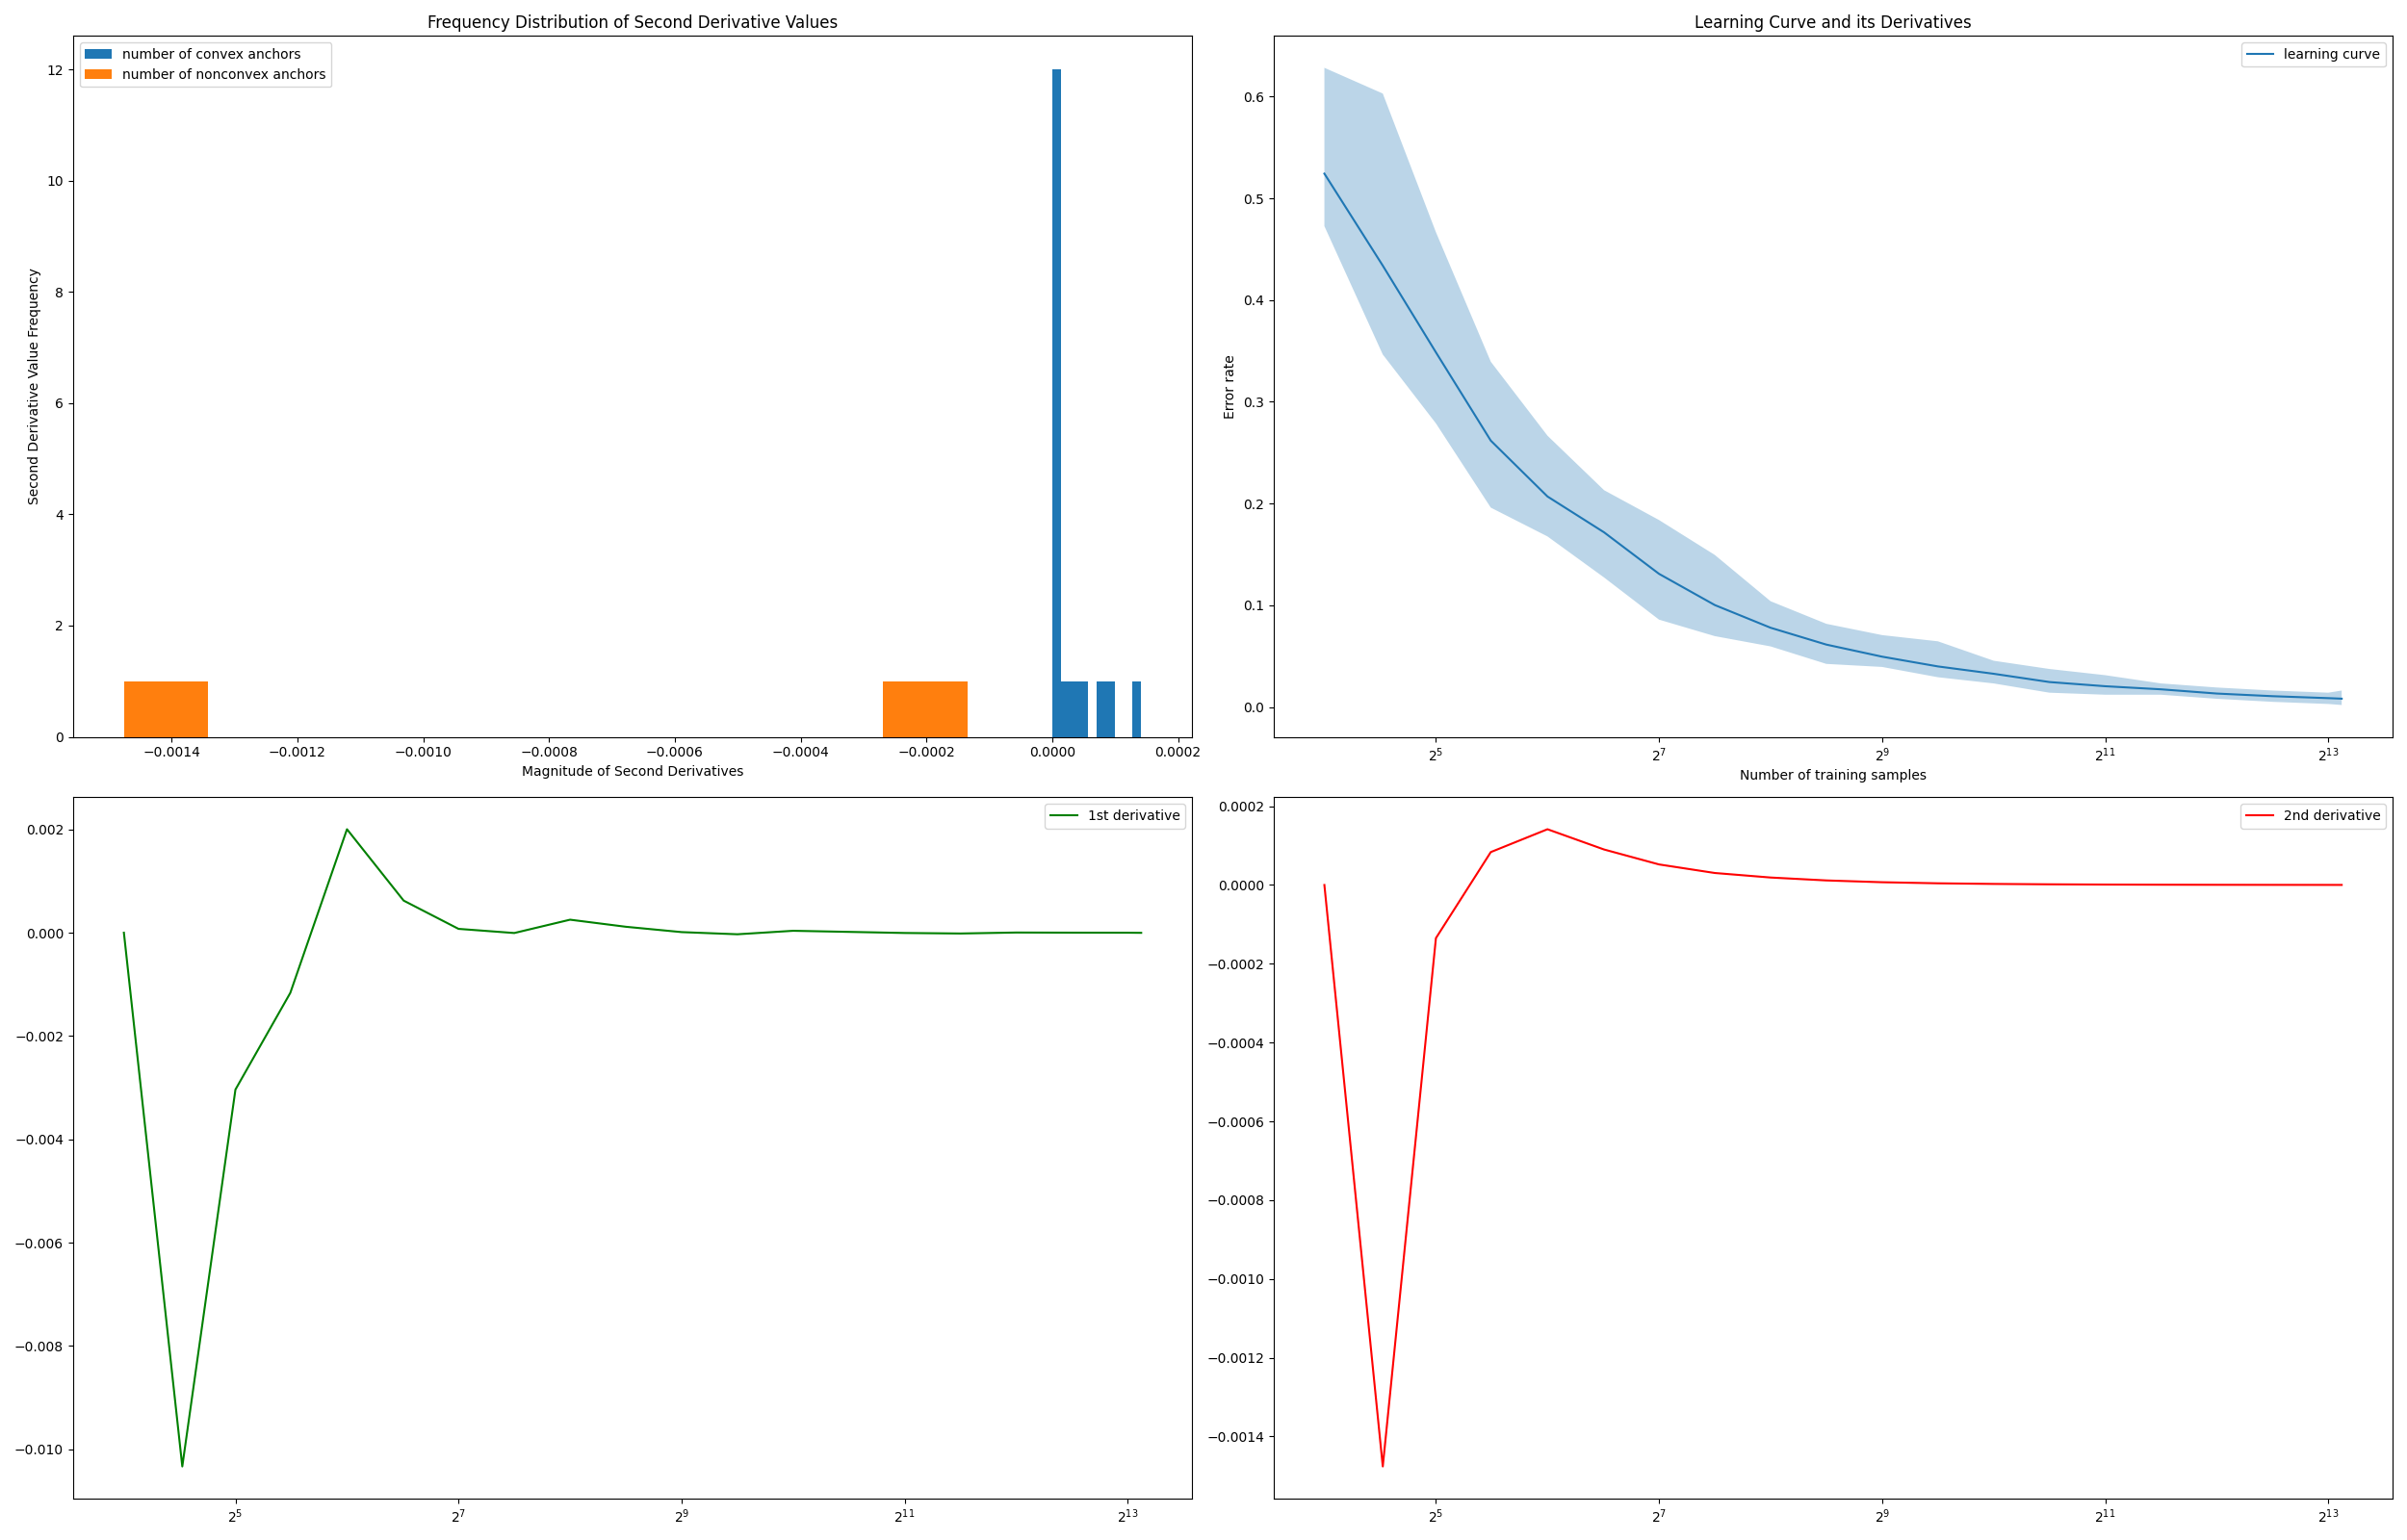 Frequency Distribution of Second Derivative Values
number of convex anchors
number of nonconvex anchors
Second Derivative Value Frequency
12
10
8
6
4
2
0
−0.0014 −0.0012 −0.0010 −0.0008 −0.0006 −0.0004 −0.0002 0.0000 0.0002
Magnitude of Second Derivatives
Learning Curve and its Derivatives
learning curve
Error rate
0.6
0.5
0.4
0.3
0.2
0.1
0.0
2^5 2^7 2^9 2^11 2^13
Number of training samples
1st derivative
0.002
0.000
−0.002
−0.004
−0.006
−0.008
−0.010
2^5 2^7 2^9 2^11 2^13
2nd derivative
0.0002
0.0000
−0.0002
−0.0004
−0.0006
−0.0008
−0.0010
−0.0012
−0.0014
2^5 2^7 2^9 2^11 2^13